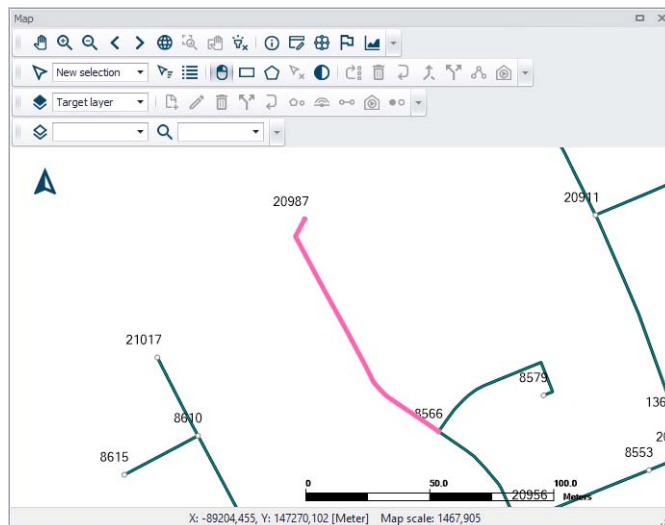 Map
New selection
Target layer
20987
20911
21017
8579
136
8566
8610
20
8615
8553
0 50.0 100.0
20956 Meters
X: -89204,455, Y: 147270,102 [Meter] Map scale: 1467,905